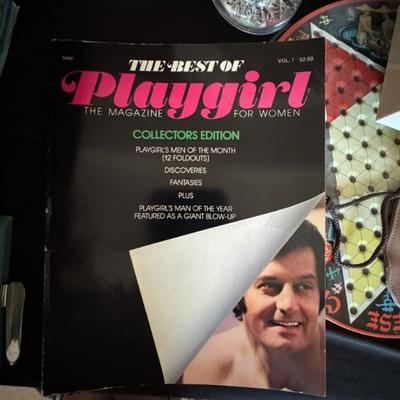 THE BEST OF
VOL. 1 $2.50
Playgirl
THE MAGAZINE FOR WOMEN
COLLECTORS EDITION
PLAYGIRL'S MEN OF THE MONTH
(12 FOLDOUTS)
DISCOVERIES
FANTASIES
PLUS
PLAYGIRL'S MAN OF THE YEAR
FEATURED AS A GIANT BLOW-UP